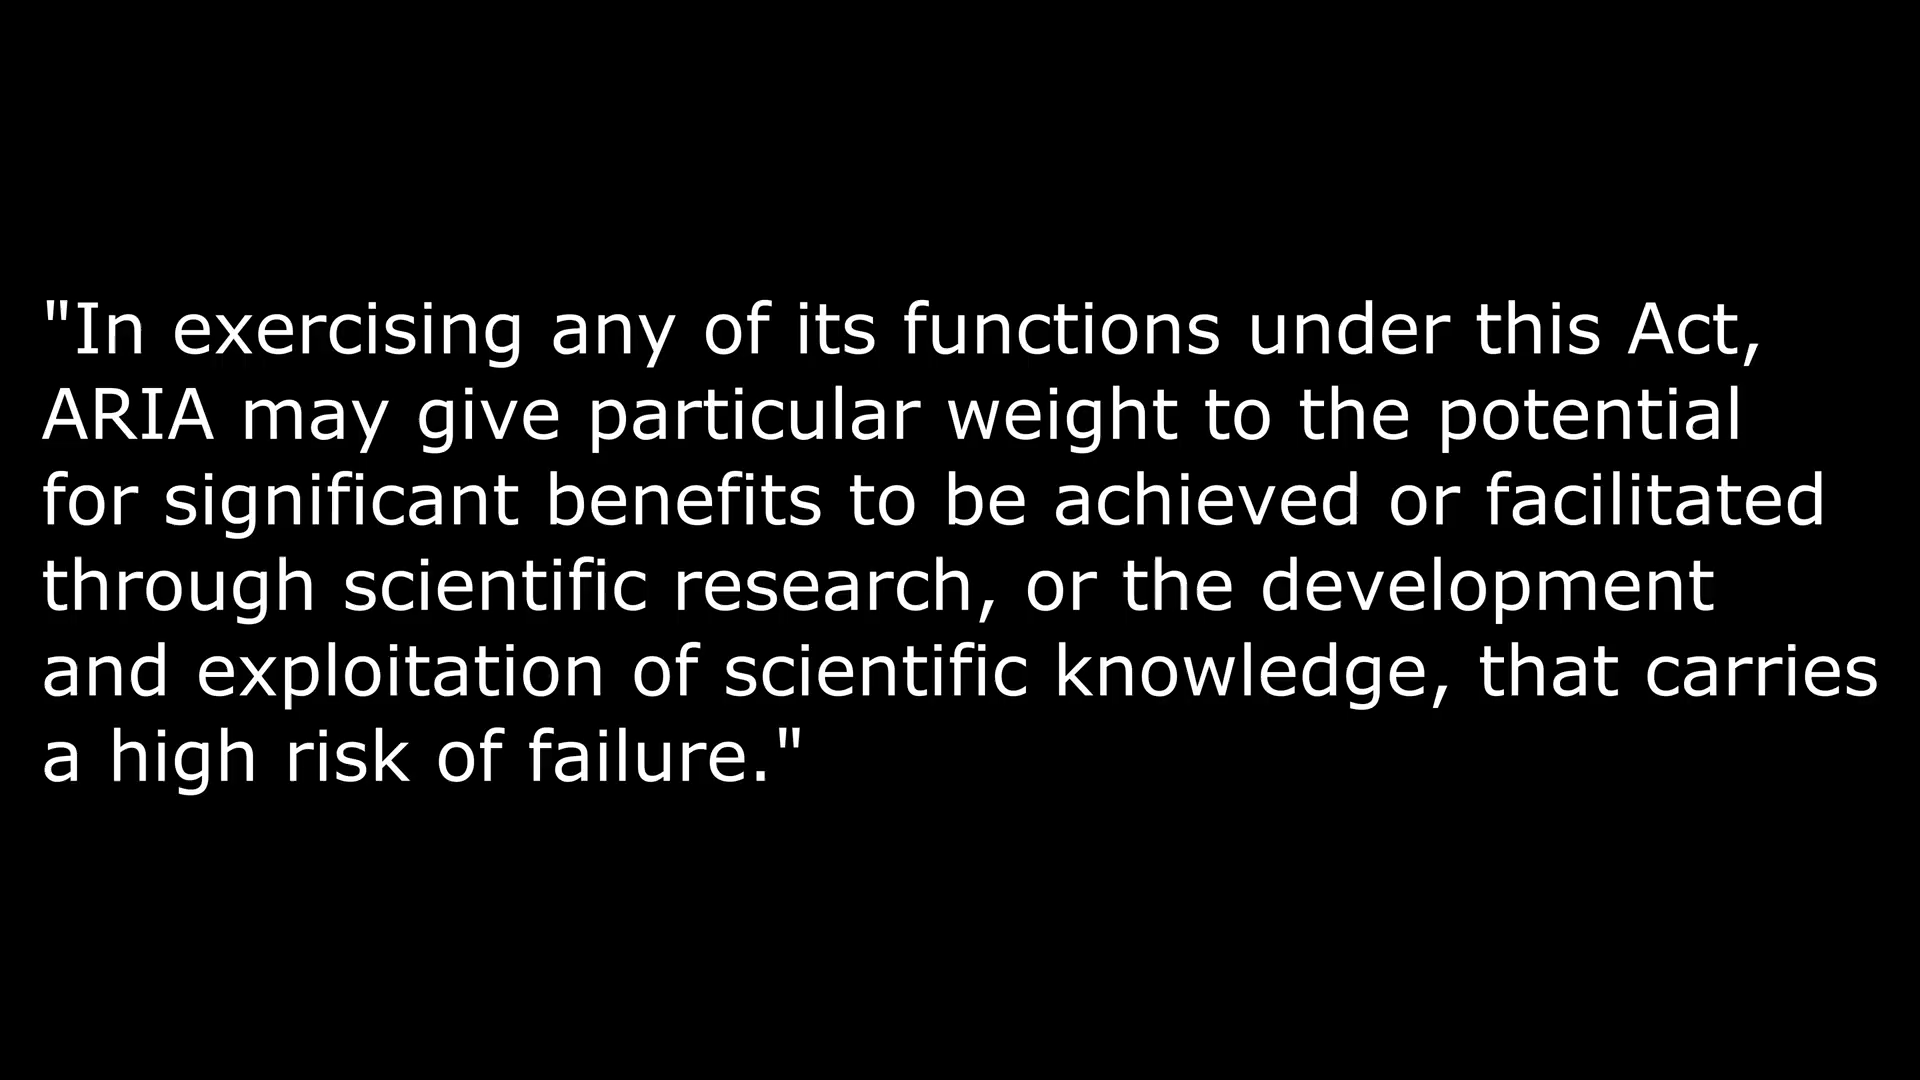 "In exercising any of its functions under this Act,
ARIA may give particular weight to the potential
for significant benefits to be achieved or facilitated
through scientific research, or the development
and exploitation of scientific knowledge, that carries
a high risk of failure."